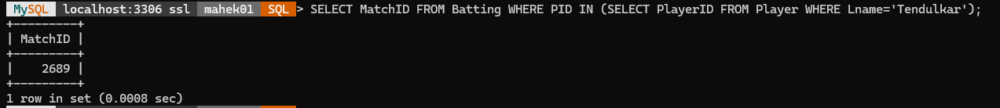 MySQL localhost:3306 ssl mahek01 SQL > SELECT MatchID FROM Batting WHERE PID IN (SELECT PlayerID FROM Player WHERE Lname='Tendulkar');
+---------+
| MatchID |
+---------+
|    2689 |
+---------+
1 row in set (0.0008 sec)